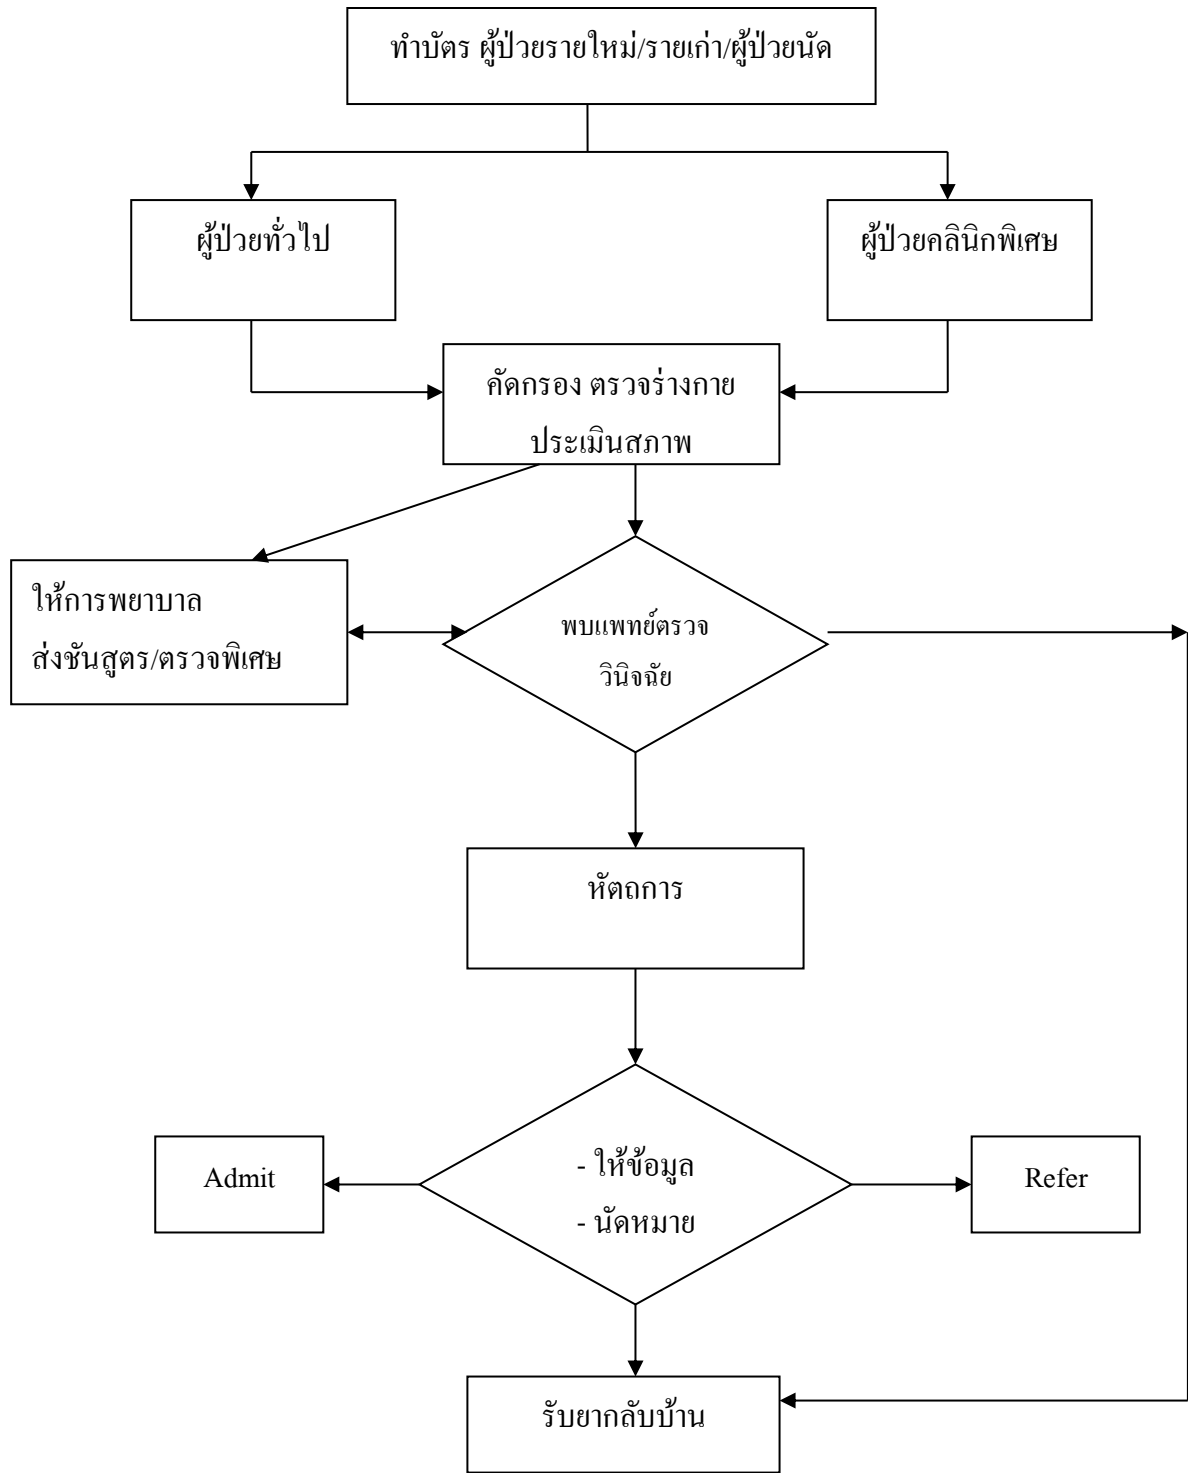 ทำบัตร ผู้ป่วยรายใหม่/รายเก่า/ผู้ป่วยนัด
ผู้ป่วยทั่วไป
ผู้ป่วยคลินิกพิเศษ
คัดกรอง ตรวจร่างกาย
ประเมินสภาพ
ให้การพยาบาล
ส่งชันสูตร/ตรวจพิเศษ
พบแพทย์ตรวจ
วินิจฉัย
หัตถการ
Admit
- ให้ข้อมูล
- นัดหมาย
Refer
รับยากลับบ้าน